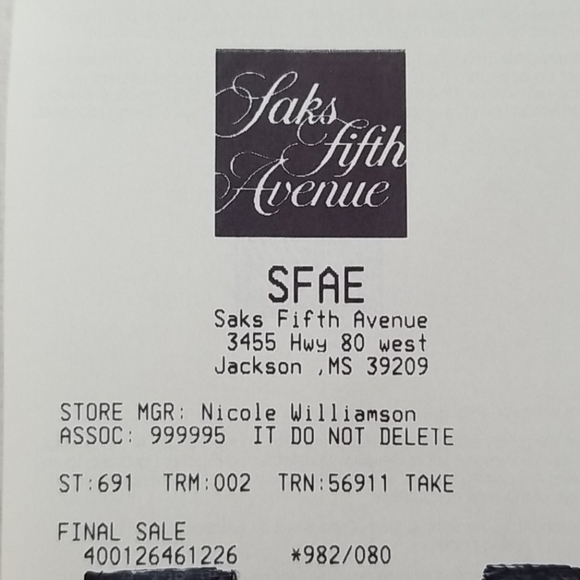 Saks
fifth
Avenue
SFAE
Saks Fifth Avenue
3455 Hwy 80 west
Jackson ,MS 39209
STORE MGR: Nicole Williamson
ASSOC: 999995 IT DO NOT DELETE
ST:691 TRM:002 TRN:56911 TAKE
FINAL SALE
400126461226 *982/080